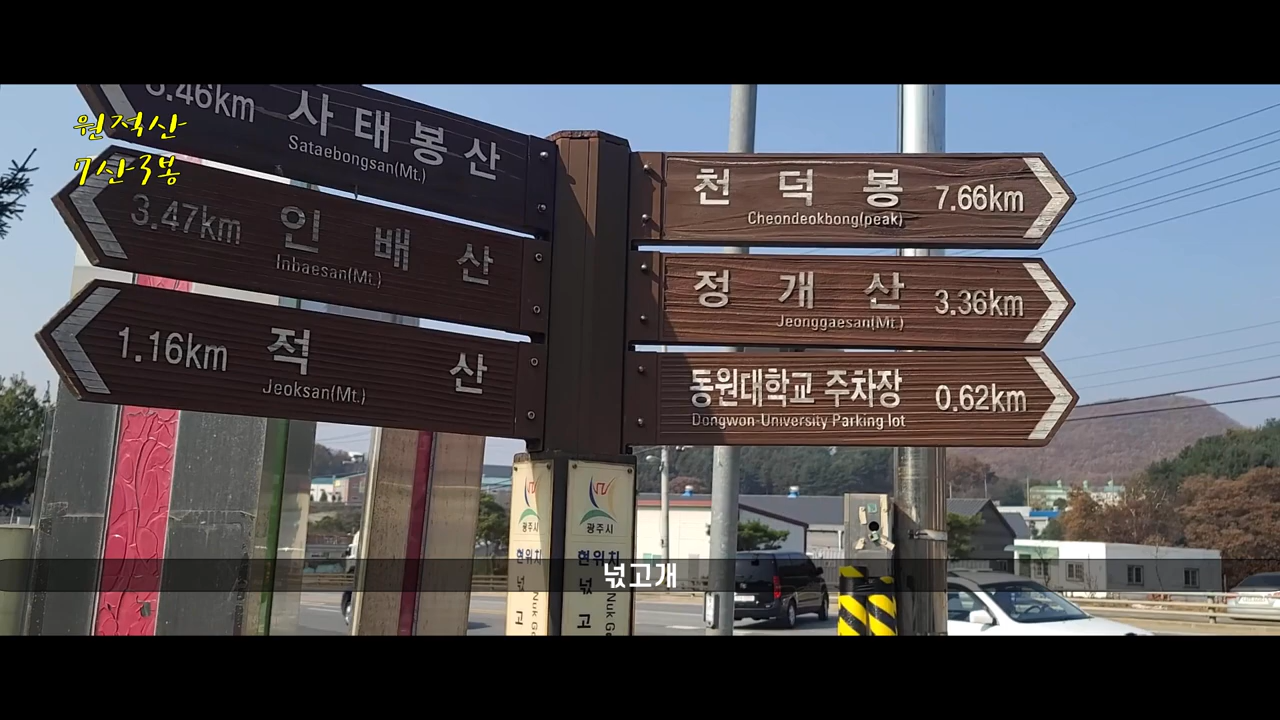 원적산
7산3봉
.46km 사태봉산
Sataebongsan(Mt.)
3.47km 인배산
Inbaesan(Mt.)
1.16km 적산
Jeoksan(Mt.)
천덕봉 7.66km
Cheondeokbong(peak)
정개산 3.36km
Jeonggaesan(Mt.)
동원대학교 주차장 0.62km
Dongwon University Parking lot
광주시
현위치
넋고
광주시
현위치
넋고
넋고개